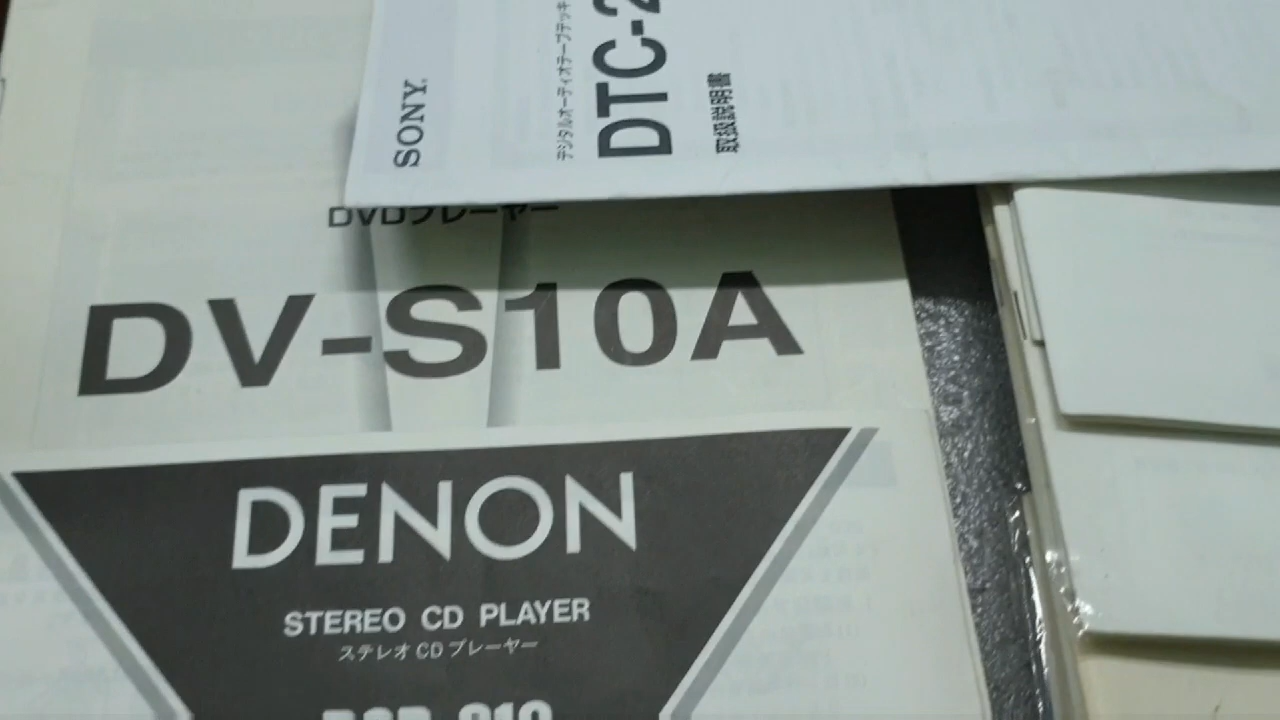 SONY
デジタルオーディオテープデッキ
DTC-2
取扱説明書
DVDプレーヤー
DV-S10A
DENON
STEREO CD PLAYER
ステレオCDプレーヤー